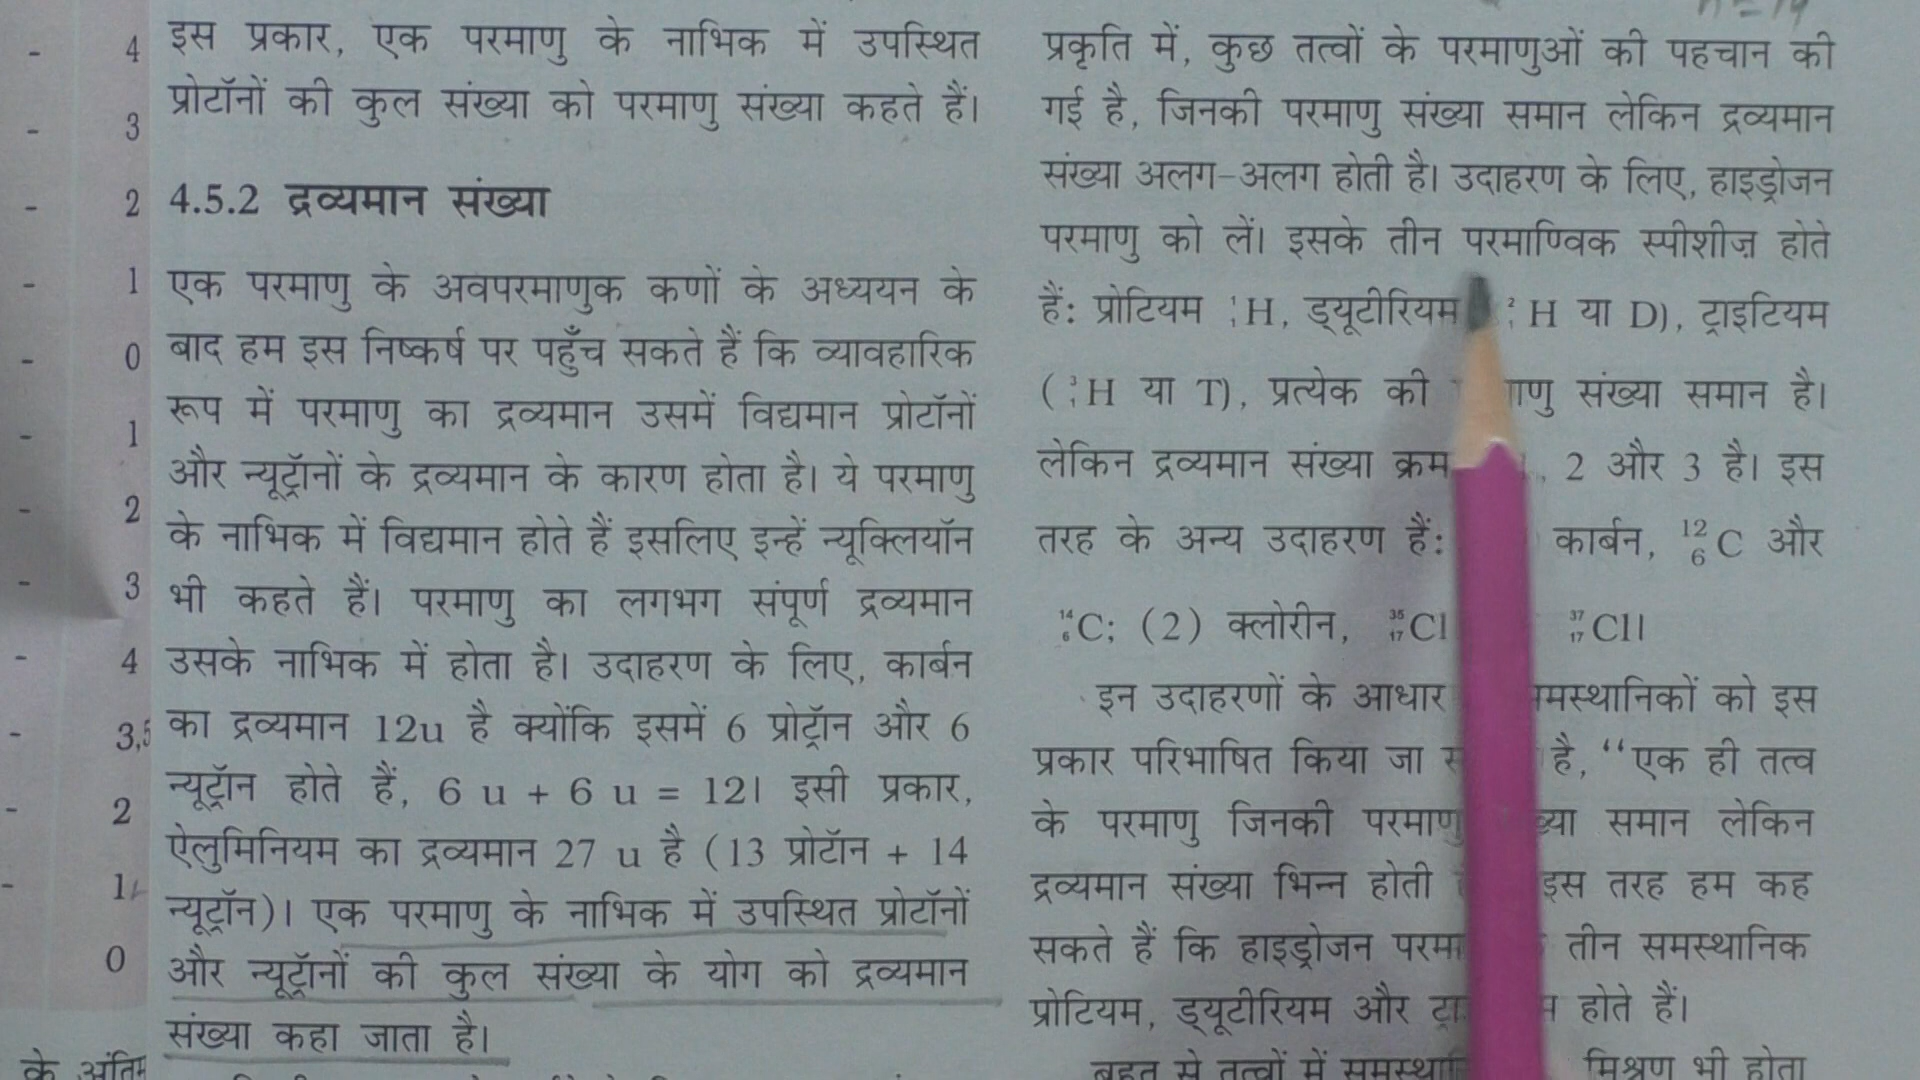 4
3
2
1
0
1
2
3
4
3,5
2
1
0
के अंतिम
इस प्रकार, एक परमाणु के नाभिक में उपस्थित
प्रोटॉनों की कुल संख्या को परमाणु संख्या कहते हैं।
4.5.2 द्रव्यमान संख्या
एक परमाणु के अवपरमाणुक कणों के अध्ययन के
बाद हम इस निष्कर्ष पर पहुँच सकते हैं कि व्यावहारिक
रूप में परमाणु का द्रव्यमान उसमें विद्यमान प्रोटॉनों
और न्यूट्रॉनों के द्रव्यमान के कारण होता है। ये परमाणु
के नाभिक में विद्यमान होते हैं इसलिए इन्हें न्यूक्लियॉन
भी कहते हैं। परमाणु का लगभग संपूर्ण द्रव्यमान
उसके नाभिक में होता है। उदाहरण के लिए, कार्बन
का द्रव्यमान 12u है क्योंकि इसमें 6 प्रोट्रॉन और 6
न्यूट्रॉन होते हैं, 6 u + 6 u = 12। इसी प्रकार,
ऐलुमिनियम का द्रव्यमान 27 u है (13 प्रोटॉन + 14
न्यूट्रॉन)। एक परमाणु के नाभिक में उपस्थित प्रोटॉनों
और न्यूट्रॉनों की कुल संख्या के योग को द्रव्यमान
संख्या कहा जाता है।
प्रकृति में, कुछ तत्वों के परमाणुओं की पहचान की
गई है, जिनकी परमाणु संख्या समान लेकिन द्रव्यमान
संख्या अलग-अलग होती है। उदाहरण के लिए, हाइड्रोजन
परमाणु को लें। इसके तीन परमाण्विक स्पीशीज़ होते
हैं: प्रोटियम ¹₁H, ड्यूटीरियम ²₁H या D), ट्राइटियम
(³₁H या T), प्रत्येक की संख्या समान है।
लेकिन द्रव्यमान संख्या , 2 और 3 है। इस
तरह के अन्य उदाहरण हैं: कार्बन, ¹²₆C और
¹⁴₆C; (2) क्लोरीन, ³⁵₁₇Cl ³⁷₁₇Cl।
इन उदाहरणों के आधार इस
प्रकार परिभाषित किया जा है, “एक ही तत्व
के परमाणु जिनकी परमाणु समान लेकिन
द्रव्यमान संख्या भिन्न होती इस तरह हम कह
सकते हैं कि हाइड्रोजन तीन समस्थानिक
प्रोटियम, ड्यूटीरियम और होते हैं।
बहुत से तत्वों में मिश्रण भी होता